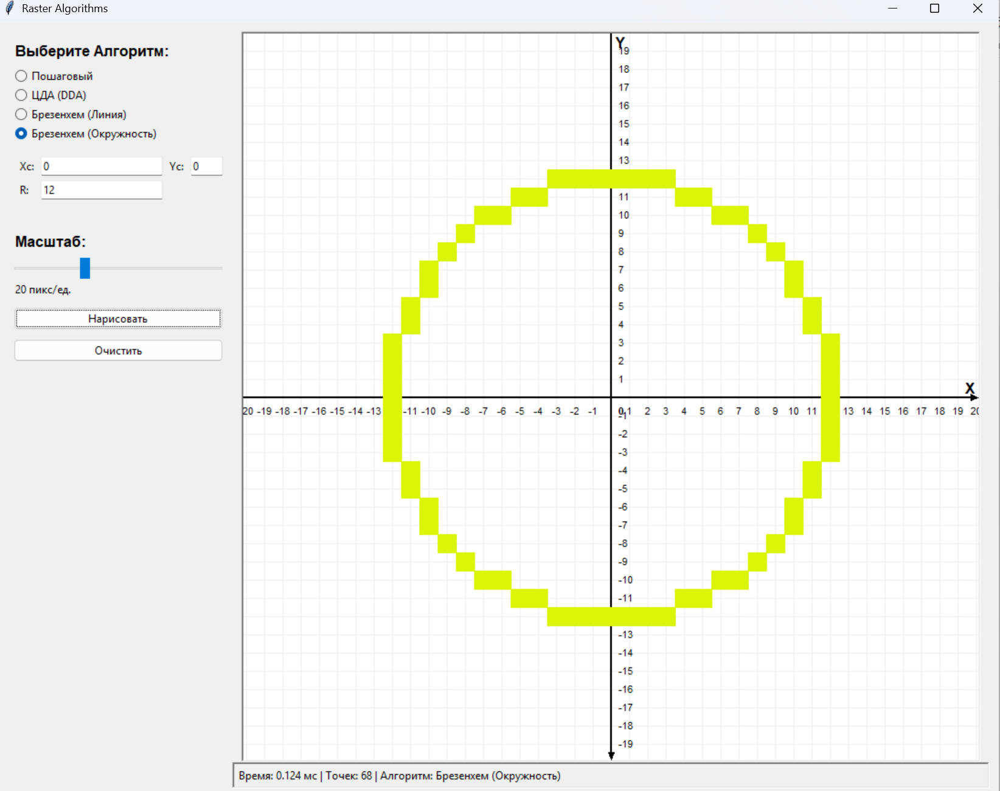 Raster Algorithms
Выберите Алгоритм:
Пошаговый
ЦДА (DDA)
Брезенхем (Линия)
Брезенхем (Окружность)
Xc: 0 Yc: 0
R: 12
Масштаб:
20 пикс/ед.
Нарисовать
Очистить
Y
19
18
17
16
15
14
13
11
10
9
8
7
6
5
4
3
2
1
X
20 -19 -18 -17 -16 -15 -14 -13 -11 -10 -9 -8 -7 -6 -5 -4 -3 -2 -1 0 1 2 3 4 5 6 7 8 9 10 11 13 14 15 16 17 18 19 20
-1
-2
-3
-4
-5
-6
-7
-8
-9
-10
-11
-13
-14
-15
-16
-17
-18
-19
Время: 0.124 мс | Точек: 68 | Алгоритм: Брезенхем (Окружность)